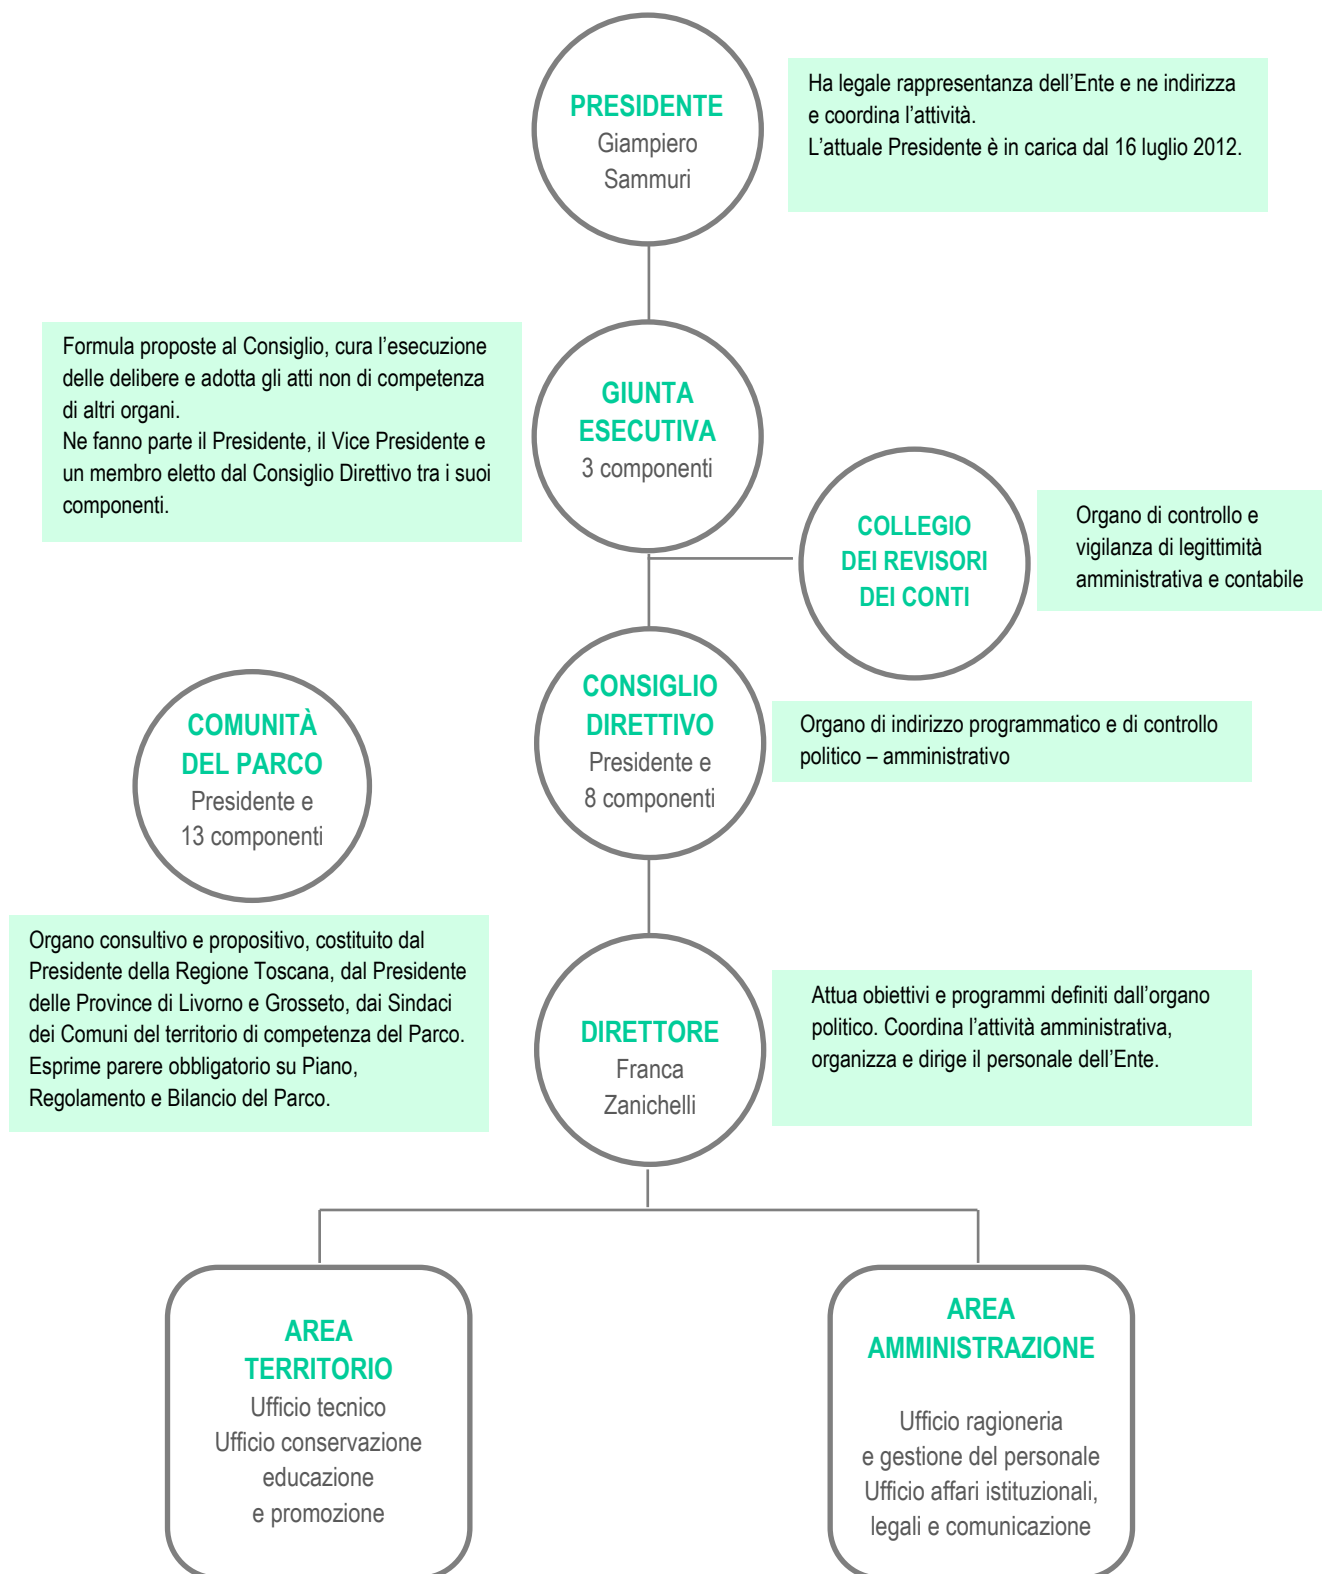 PRESIDENTE
Giampiero
Sammuri
Ha legale rappresentanza dell’Ente e ne indirizza
e coordina l’attività.
L’attuale Presidente è in carica dal 16 luglio 2012.
Formula proposte al Consiglio, cura l’esecuzione
delle delibere e adotta gli atti non di competenza
di altri organi.
Ne fanno parte il Presidente, il Vice Presidente e
un membro eletto dal Consiglio Direttivo tra i suoi
componenti.
GIUNTA
ESECUTIVA
3 componenti
COLLEGIO
DEI REVISORI
DEI CONTI
Organo di controllo e
vigilanza di legittimità
amministrativa e contabile
COMUNITÀ
DEL PARCO
Presidente e
13 componenti
CONSIGLIO
DIRETTIVO
Presidente e
8 componenti
Organo di indirizzo programmatico e di controllo
politico – amministrativo
Organo consultivo e propositivo, costituito dal
Presidente della Regione Toscana, dal Presidente
delle Province di Livorno e Grosseto, dai Sindaci
dei Comuni del territorio di competenza del Parco.
Esprime parere obbligatorio su Piano,
Regolamento e Bilancio del Parco.
DIRETTORE
Franca
Zanichelli
Attua obiettivi e programmi definiti dall’organo
politico. Coordina l’attività amministrativa,
organizza e dirige il personale dell’Ente.
AREA
TERRITORIO
Ufficio tecnico
Ufficio conservazione
educazione
e promozione
AREA
AMMINISTRAZIONE
Ufficio ragioneria
e gestione del personale
Ufficio affari istituzionali,
legali e comunicazione